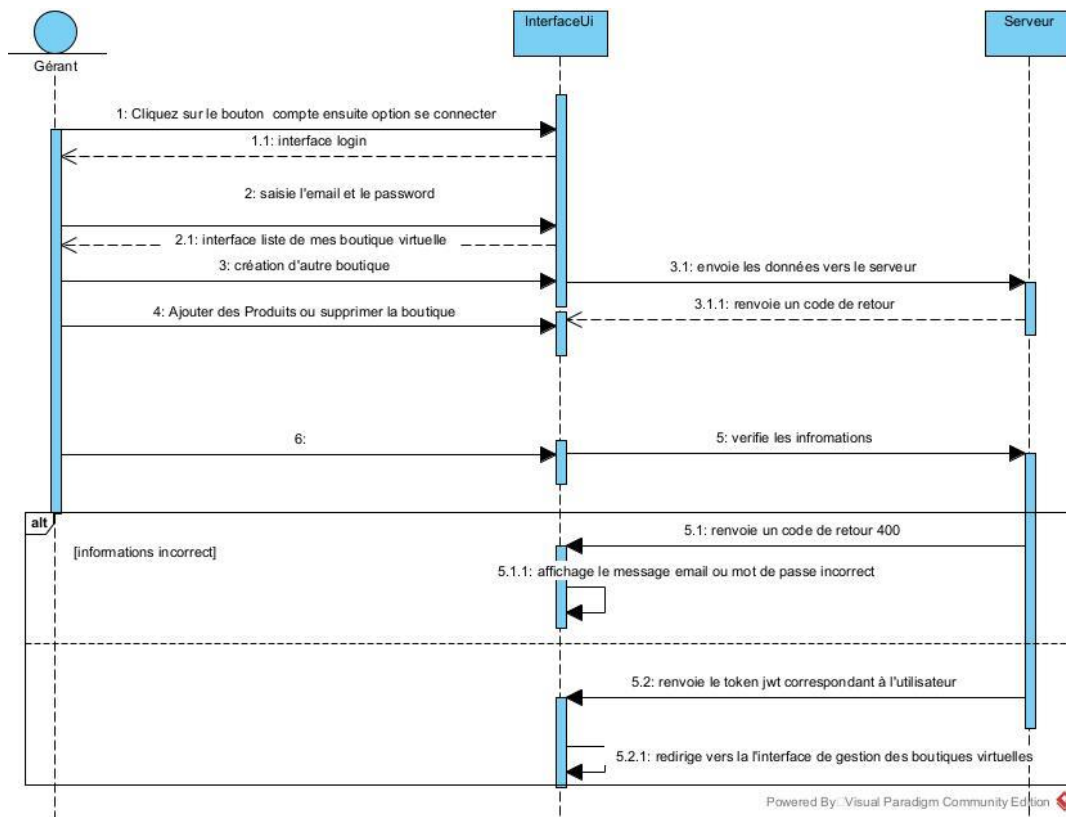 InterfaceUi
Serveur
Gérant
1: Cliquez sur le bouton compte ensuite option se connecter
1.1: interface login
2: saisie l'email et le password
2.1: interface liste de mes boutique virtuelle
3: création d'autre boutique
3.1: envoie les données vers le serveur
3.1.1: renvoie un code de retour
4: Ajouter des Produits ou supprimer la boutique
6:
5: verifie les infromations
alt
5.1: renvoie un code de retour 400
[informations incorrect]
5.1.1: affichage le message email ou mot de passe incorrect
5.2: renvoie le token jwt correspondant à l'utilisateur
5.2.1: redirige vers la l'interface de gestion des boutiques virtuelles
Powered By Visual Paradigm Community Edition